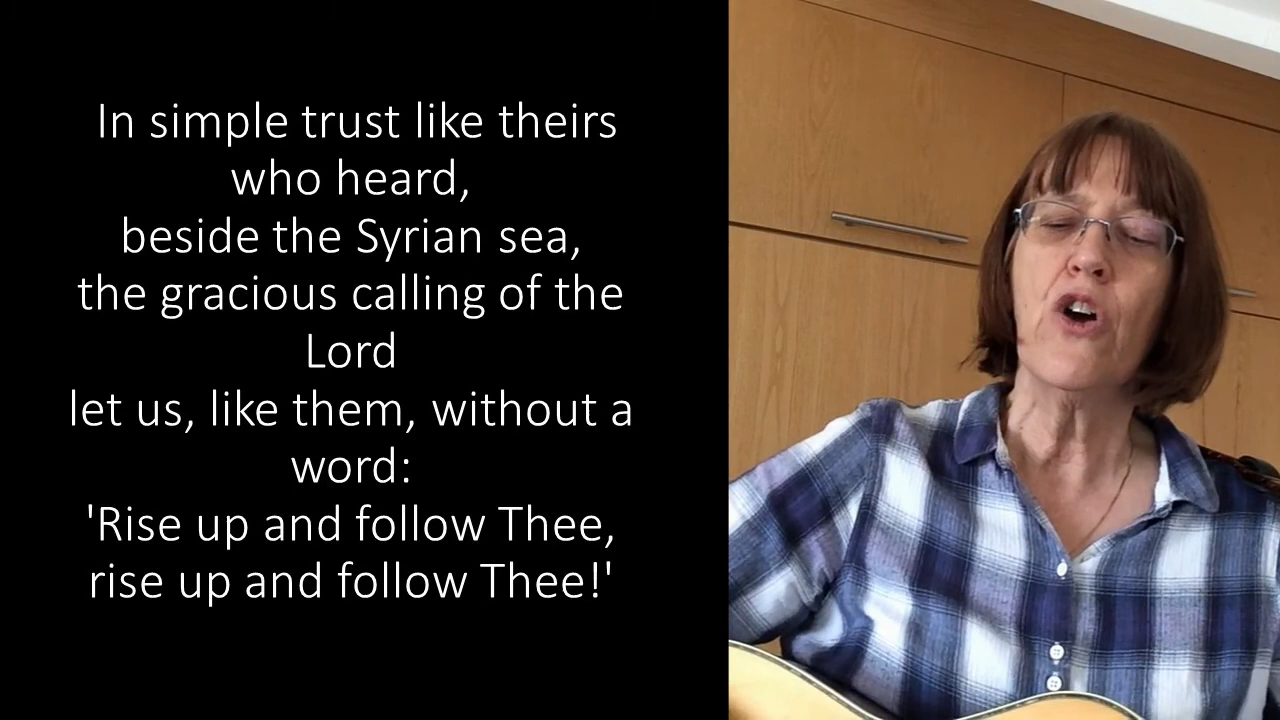 In simple trust like theirs
who heard,
beside the Syrian sea,
the gracious calling of the
Lord
let us, like them, without a
word:
'Rise up and follow Thee,
rise up and follow Thee!'